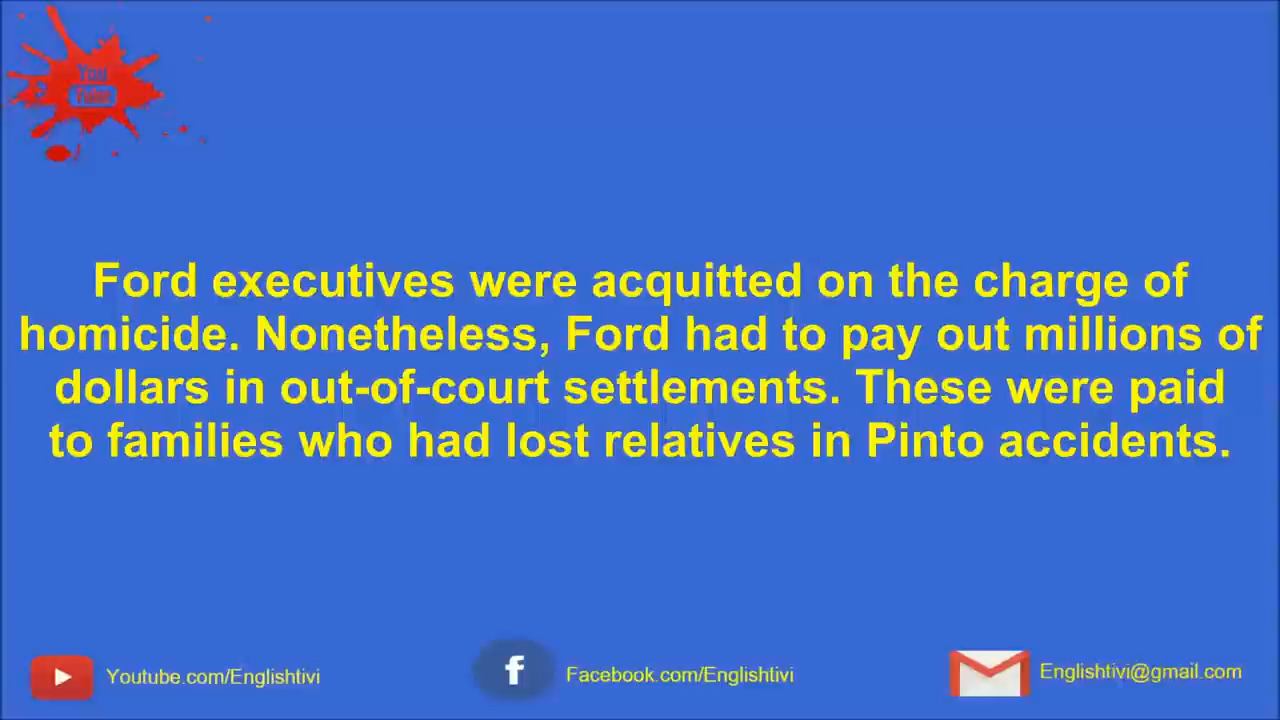 You
Tube
Ford executives were acquitted on the charge of
homicide. Nonetheless, Ford had to pay out millions of
dollars in out-of-court settlements. These were paid
to families who had lost relatives in Pinto accidents.
Youtube.com/Englishtivi
f
Facebook.com/Englishtivi
Englishtivi@gmail.com